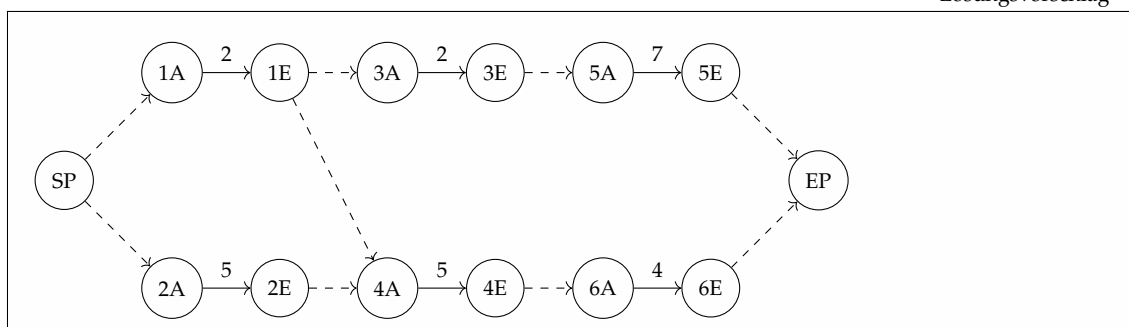 Lösungsvorschlag
2 2 7
1A 1E 3A 3E 5A 5E
SP EP
5 5 4
2A 2E 4A 4E 6A 6E